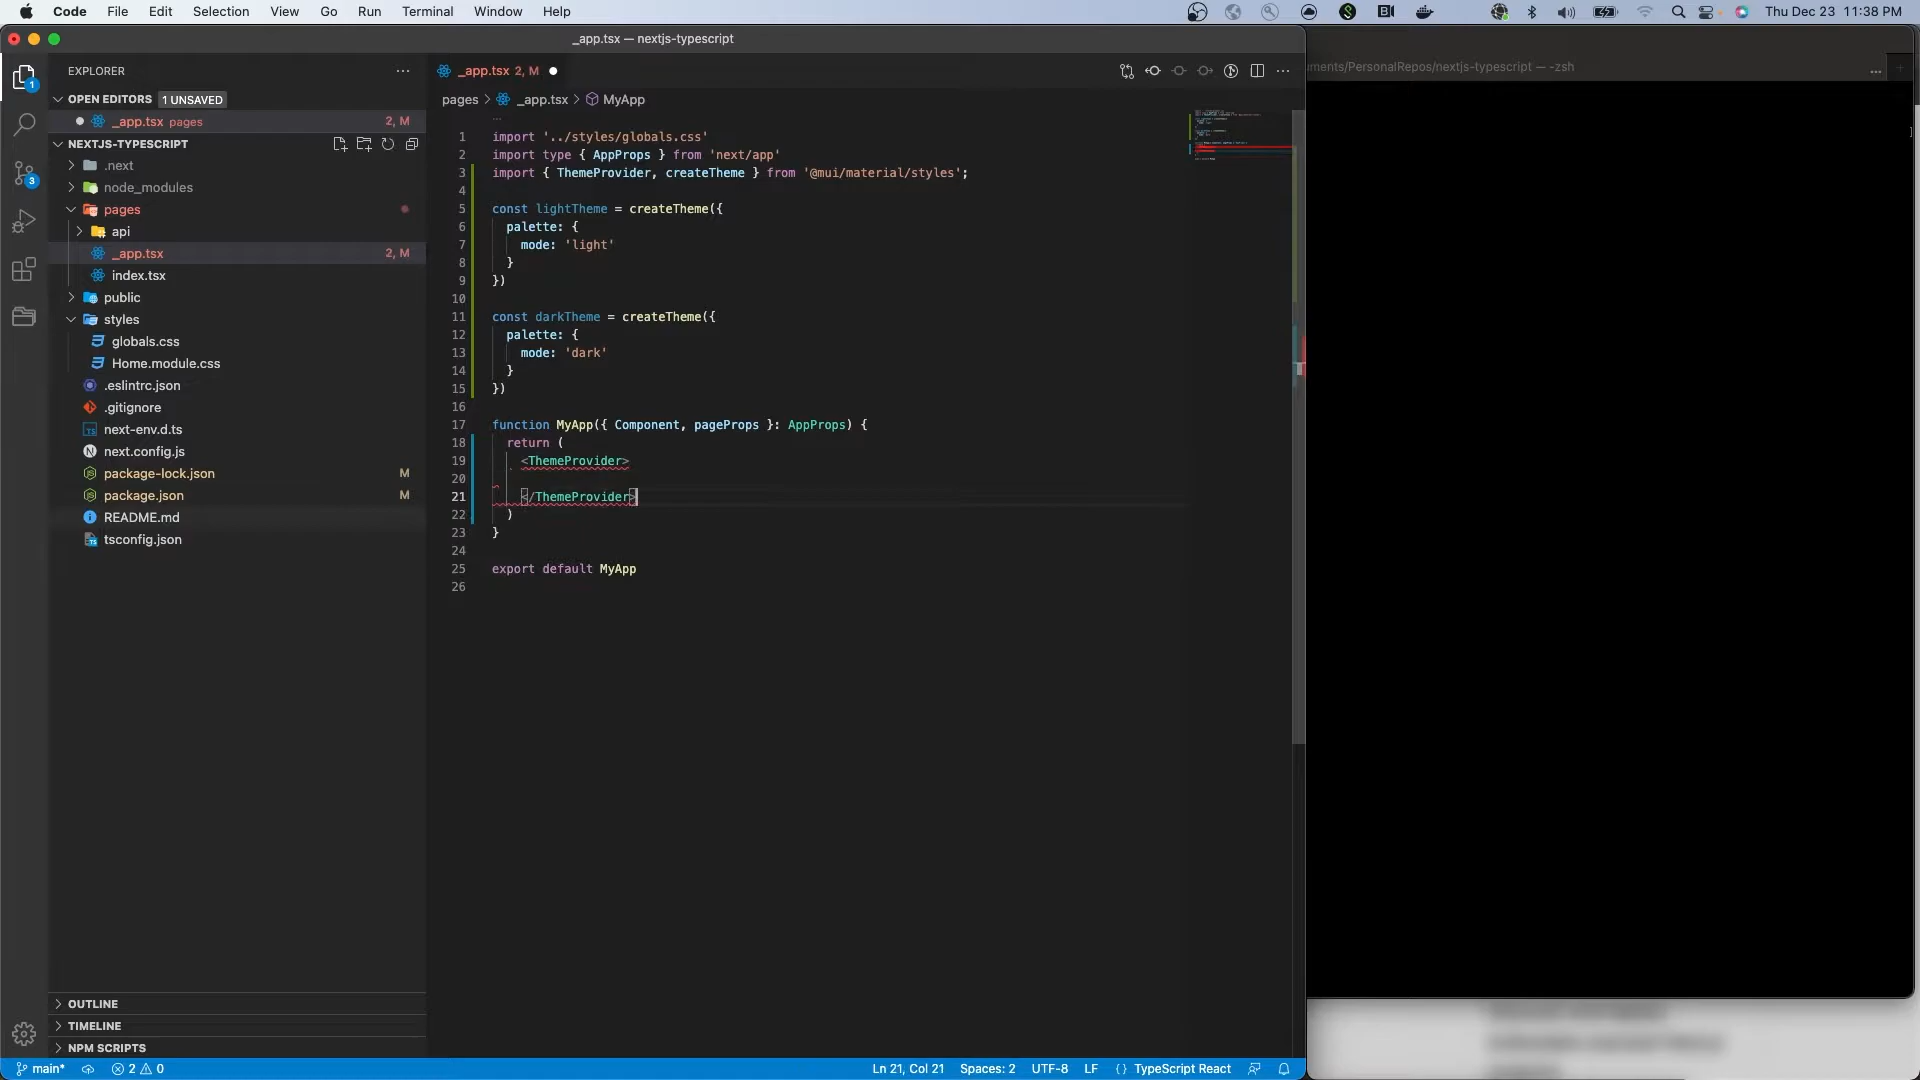 Code File Edit Selection View Go Run Terminal Window Help Thu Dec 23 11:38 PM
_app.tsx — nextjs-typescript
EXPLORER
_app.tsx 2, M
ments/PersonalRepos/nextjs-typescript — -zsh
OPEN EDITORS 1 UNSAVED
_app.tsx pages 2, M
NEXTJS-TYPESCRIPT
.next
node_modules
pages
api
_app.tsx 2, M
index.tsx
public
styles
globals.css
Home.module.css
.eslintrc.json
.gitignore
next-env.d.ts
next.config.js
package-lock.json M
package.json M
README.md
tsconfig.json
OUTLINE
TIMELINE
NPM SCRIPTS
pages > _app.tsx > MyApp
1 import '../styles/globals.css'
2 import type { AppProps } from 'next/app'
3 import { ThemeProvider, createTheme } from '@mui/material/styles';
4
5 const lightTheme = createTheme({
6 palette: {
7 mode: 'light'
8 }
9 })
10
11 const darkTheme = createTheme({
12 palette: {
13 mode: 'dark'
14 }
15 })
16
17 function MyApp({ Component, pageProps }: AppProps) {
18 return (
19 <ThemeProvider>
20
21 </ThemeProvider>
22 )
23 }
24
25 export default MyApp
26
main* 2 0 Ln 21, Col 21 Spaces: 2 UTF-8 LF {} TypeScript React